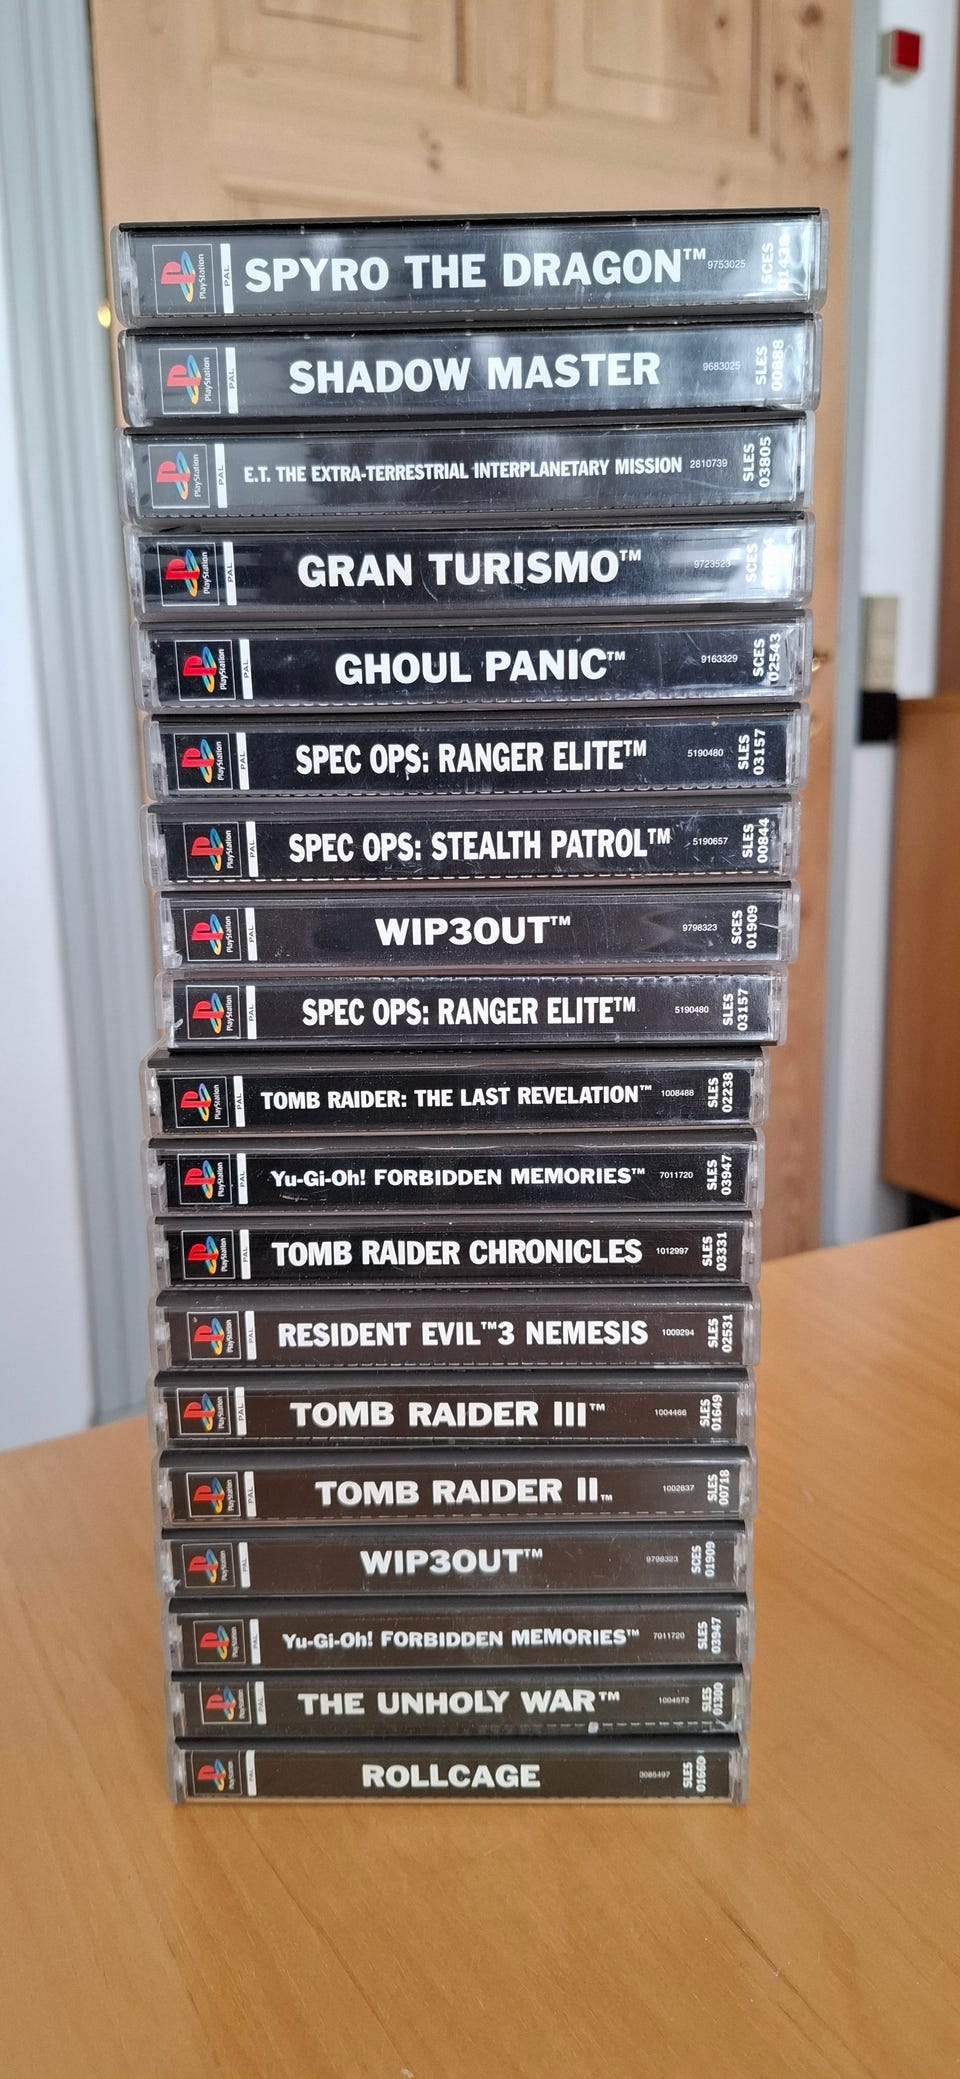 PlayStation PAL SPYRO THE DRAGON™ 9753025 SCES
PlayStation PAL SHADOW MASTER 9683025 SLES 00888
PlayStation PAL E.T. THE EXTRA-TERRESTRIAL INTERPLANETARY MISSION 2810739 SLES 03805
PlayStation PAL GRAN TURISMO™ 9723523 SCES
PlayStation PAL GHOUL PANIC™ 9163329 SCES 02543
PlayStation PAL SPEC OPS: RANGER ELITE™ 5190480 SLES 03157
PlayStation PAL SPEC OPS: STEALTH PATROL™ 5190657 SLES 00844
PlayStation PAL WIP3OUT™ 9798323 SCES 01909
PlayStation PAL SPEC OPS: RANGER ELITE™ 5190480 SLES 03157
PlayStation PAL TOMB RAIDER: THE LAST REVELATION™ 1008488 SLES 02238
PlayStation PAL Yu-Gi-Oh! FORBIDDEN MEMORIES™ 7011720 SLES 03947
PlayStation PAL TOMB RAIDER CHRONICLES 1012997 SLES 03331
PlayStation PAL RESIDENT EVIL™3 NEMESIS 1009294 SLES 02531
PlayStation PAL TOMB RAIDER III™ 1004466 SLES 01649
PlayStation PAL TOMB RAIDER II™ 1002637 SLES 00718
PlayStation PAL WIP3OUT™ 9798323 SCES 01909
PlayStation PAL Yu-Gi-Oh! FORBIDDEN MEMORIES™ 7011720 SLES 03947
PlayStation PAL THE UNHOLY WAR™ 1004572 SLES 01300
PlayStation PAL ROLLCAGE 3085497 SLES